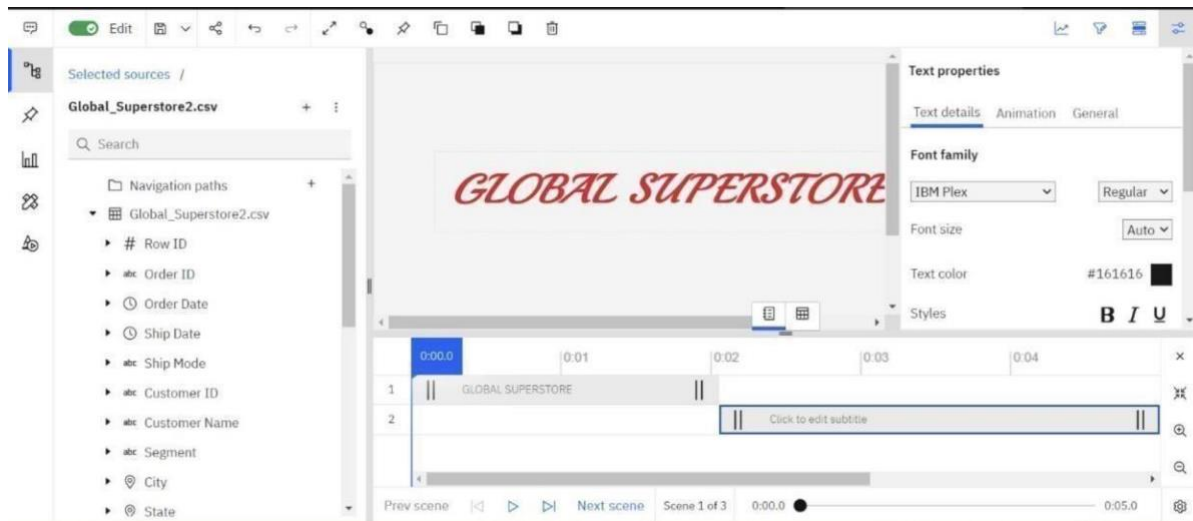 Edit
Selected sources /
Global_Superstore2.csv
Search
Navigation paths
Global_Superstore2.csv
# Row ID
abc Order ID
Order Date
Ship Date
abc Ship Mode
abc Customer ID
abc Customer Name
abc Segment
City
State
GLOBAL SUPERSTORE
Text properties
Text details Animation General
Font family
IBM Plex Regular
Font size Auto
Text color #161616
Styles B I U
0:00.0 0:01 0:02 0:03 0:04
1 GLOBAL SUPERSTORE
2 Click to edit subtitle
Prev scene Next scene Scene 1 of 3 0:00.0 0:05.0